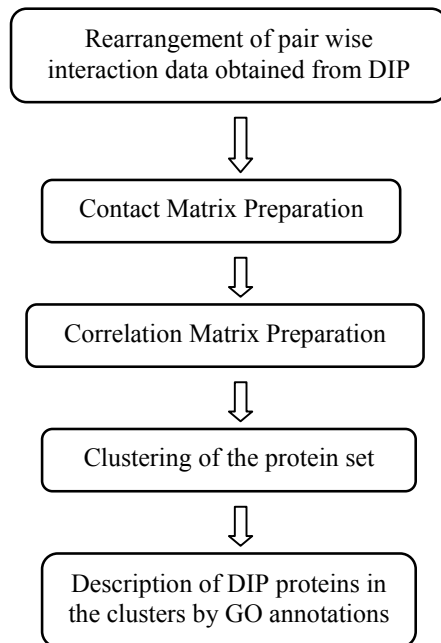 Rearrangement of pair wise
interaction data obtained from DIP
Contact Matrix Preparation
Correlation Matrix Preparation
Clustering of the protein set
Description of DIP proteins in
the clusters by GO annotations